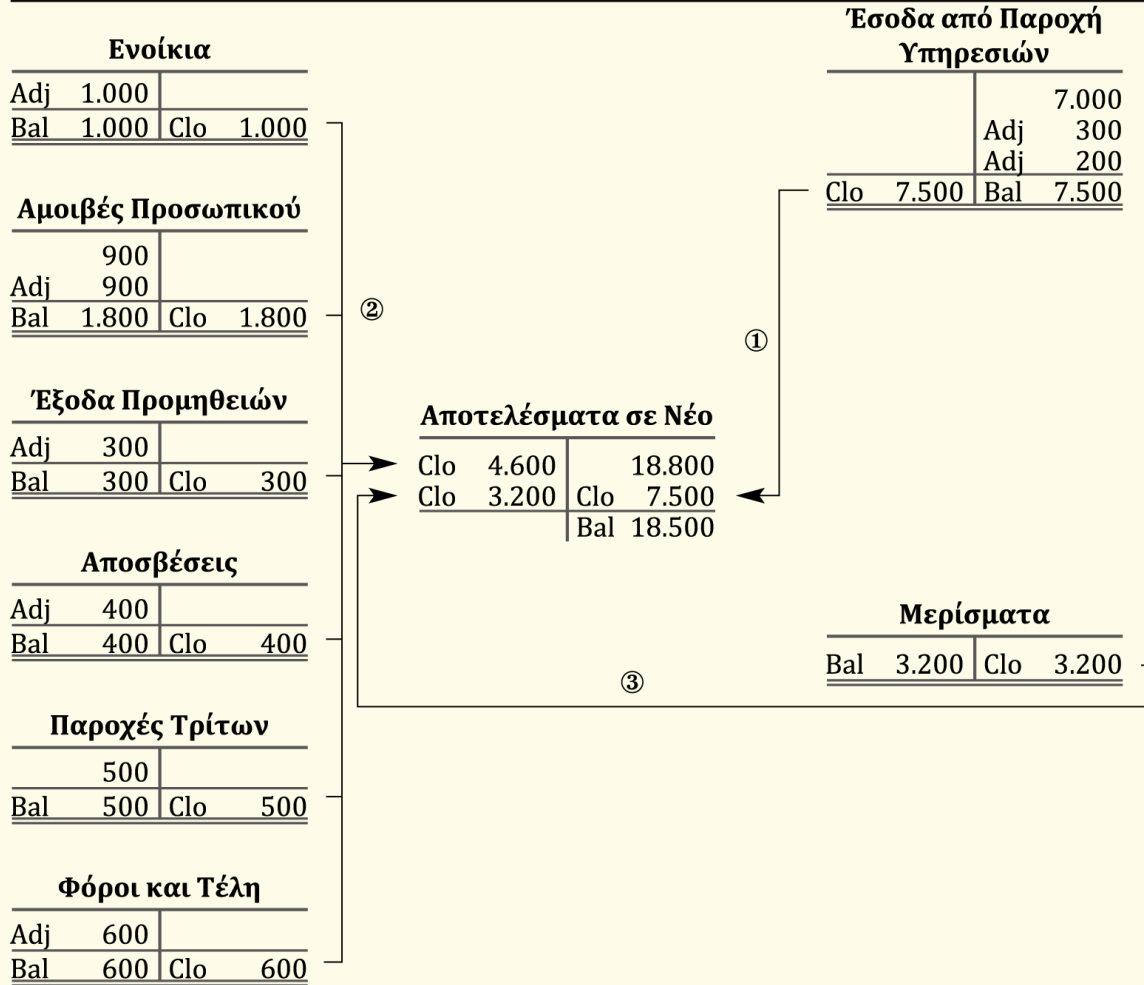 Ενοίκια
Adj 1.000
Bal 1.000 Clo 1.000
Αμοιβές Προσωπικού
900
Adj 900
Bal 1.800 Clo 1.800
Έξοδα Προμηθειών
Adj 300
Bal 300 Clo 300
Αποσβέσεις
Adj 400
Bal 400 Clo 400
Παροχές Τρίτων
500
Bal 500 Clo 500
Φόροι και Τέλη
Adj 600
Bal 600 Clo 600
②
Αποτελέσματα σε Νέο
Clo 4.600 18.800
Clo 3.200 Clo 7.500
Bal 18.500
①
③
Έσοδα από Παροχή
Υπηρεσιών
7.000
Adj 300
Adj 200
Clo 7.500 Bal 7.500
Μερίσματα
Bal 3.200 Clo 3.200